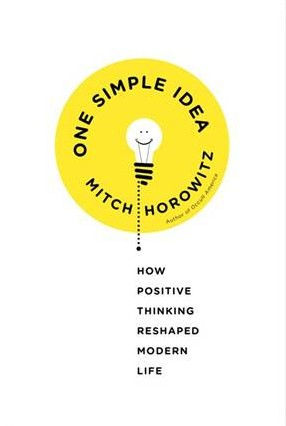 ONE SIMPLE IDEA
MITCH HOROWITZ
Author of Occult America
HOW
POSITIVE
THINKING
RESHAPED
MODERN
LIFE